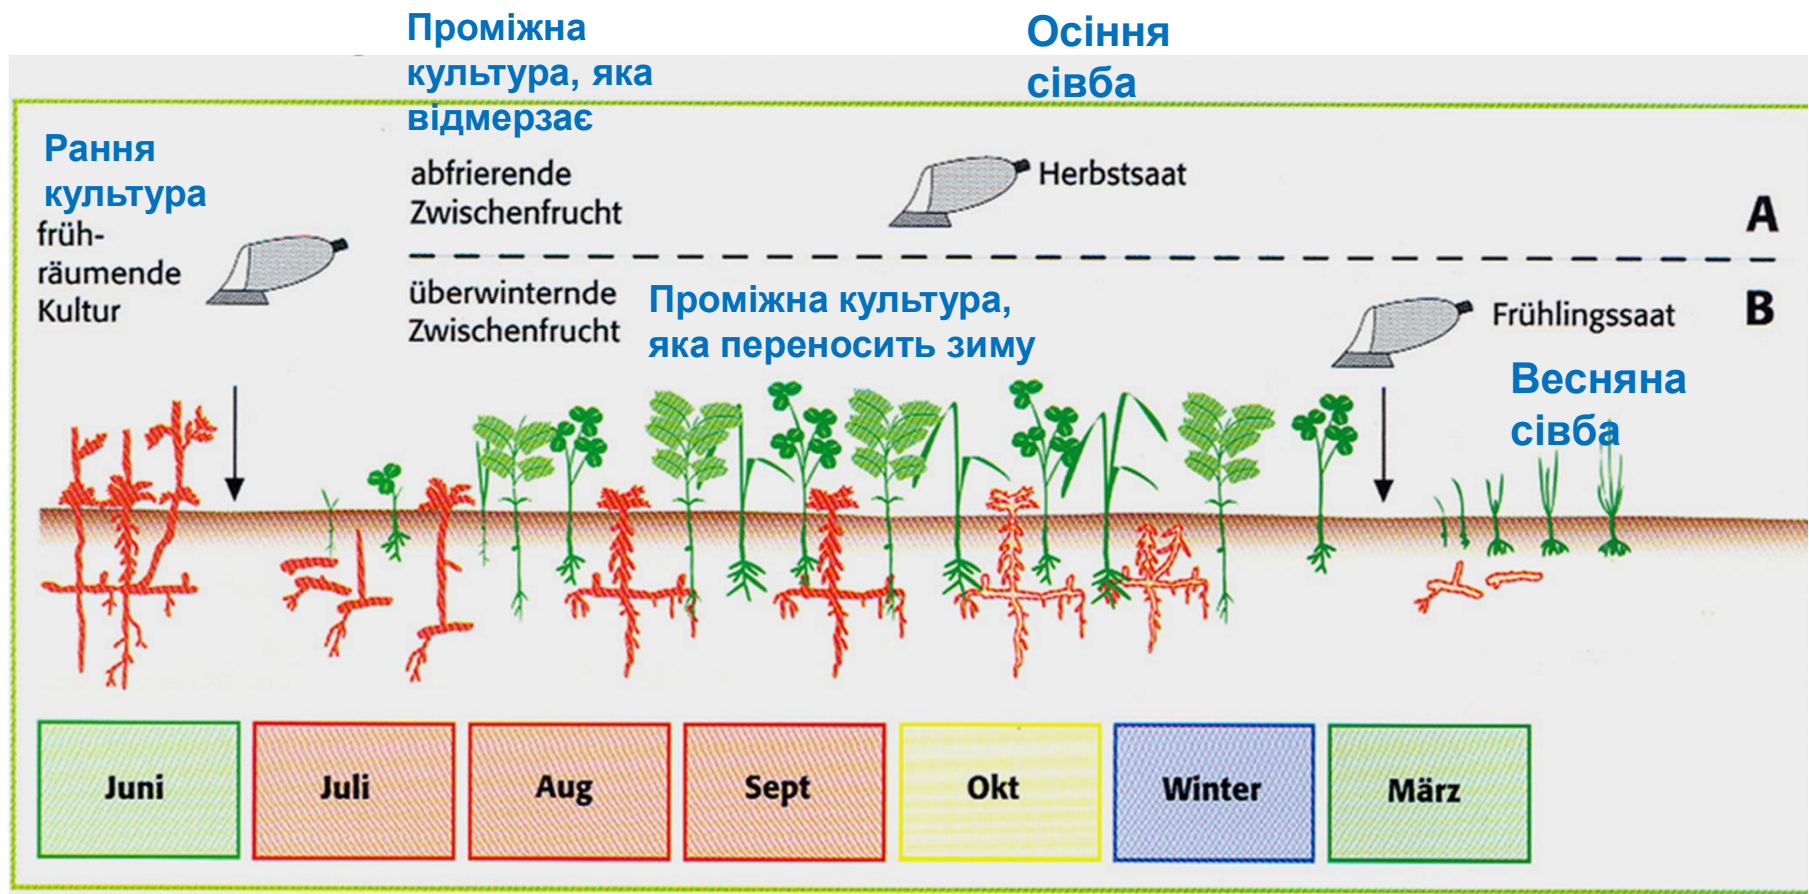 Проміжна
культура, яка
відмерзає
Осіння
сівба
Рання
культура
früh-
räumende
Kultur
abfrierende
Zwischenfrucht
Herbstsaat
A
überwinternde
Zwischenfrucht
Проміжна культура,
яка переносить зиму
Frühlingssaat
B
Весняна
сівба
Juni
Juli
Aug
Sept
Okt
Winter
März